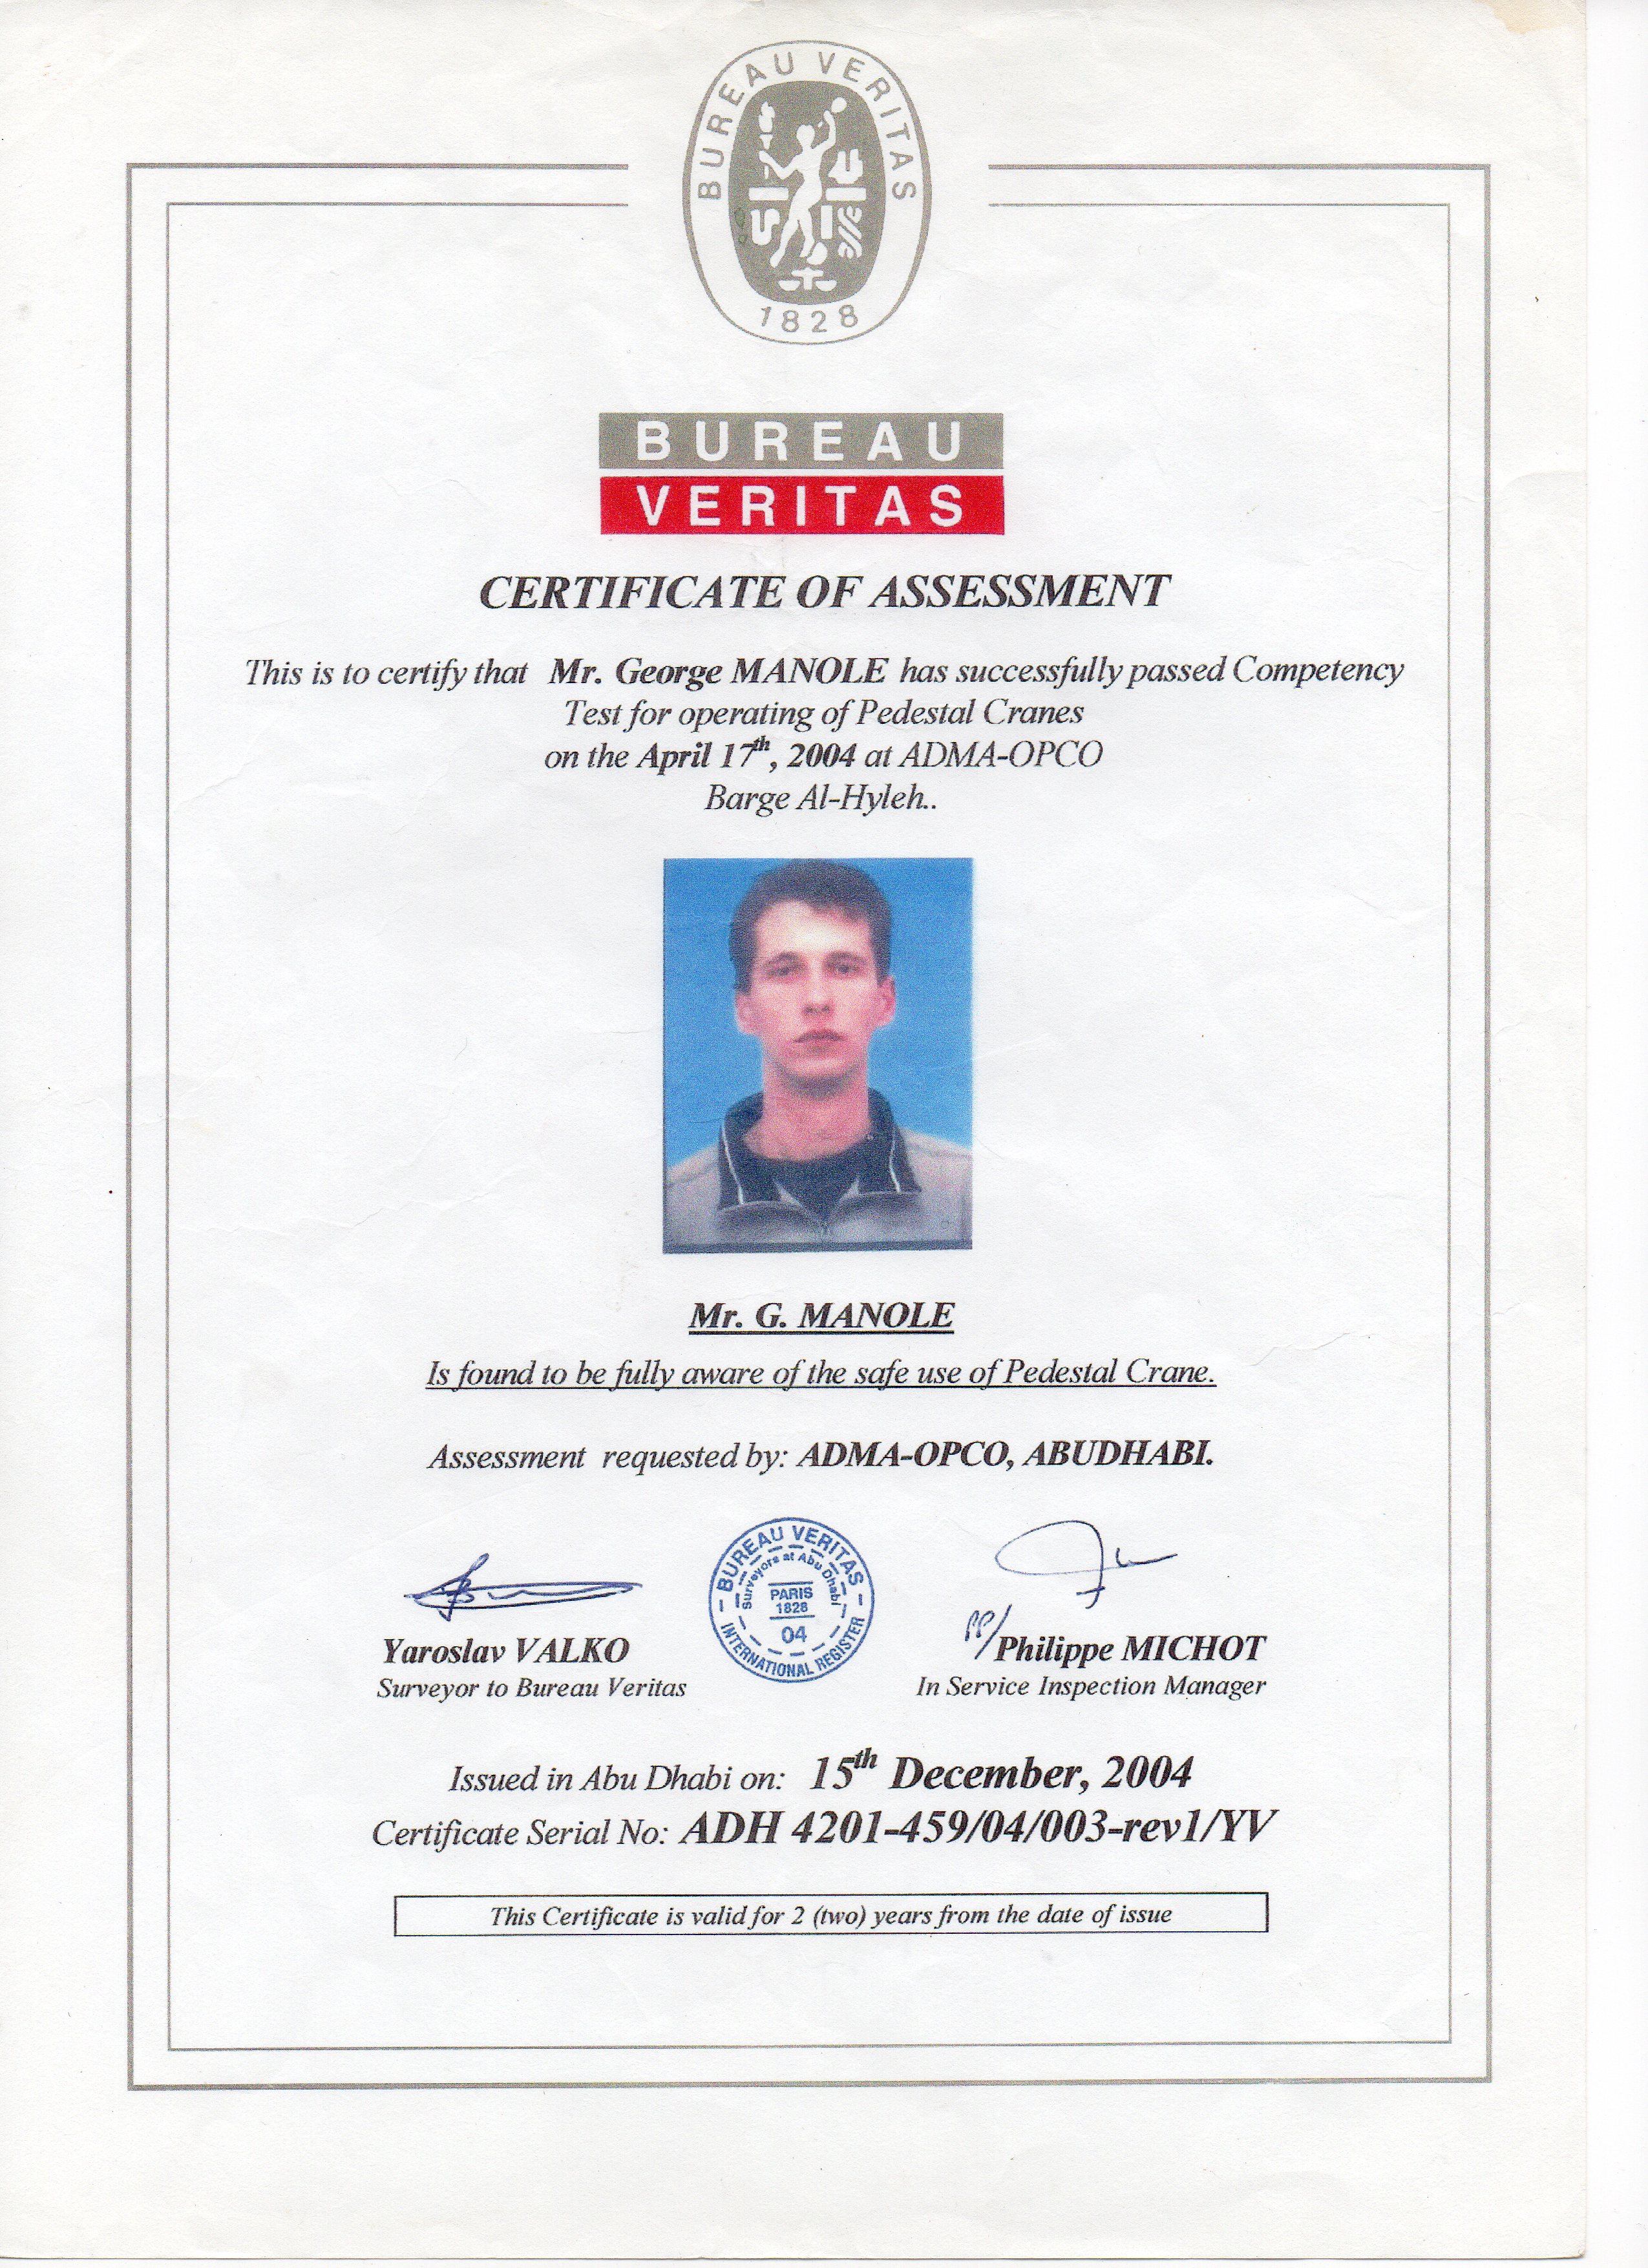 BUREAU VERITAS
1828
BUREAU
VERITAS
CERTIFICATE OF ASSESSMENT
This is to certify that Mr. George MANOLE has successfully passed Competency
Test for operating of Pedestal Cranes
on the April 17th, 2004 at ADMA-OPCO
Barge Al-Hyleh..
Mr. G. MANOLE
Is found to be fully aware of the safe use of Pedestal Crane.
Assessment requested by: ADMA-OPCO, ABUDHABI.
BUREAU VERITAS
Surveyors at Abu Dhabi
PARIS
1828
04
INTERNATIONAL REGISTER
Yaroslav VALKO
Surveyor to Bureau Veritas
PP/Philippe MICHOT
In Service Inspection Manager
Issued in Abu Dhabi on: 15th December, 2004
Certificate Serial No: ADH 4201-459/04/003-rev1/YV
This Certificate is valid for 2 (two) years from the date of issue